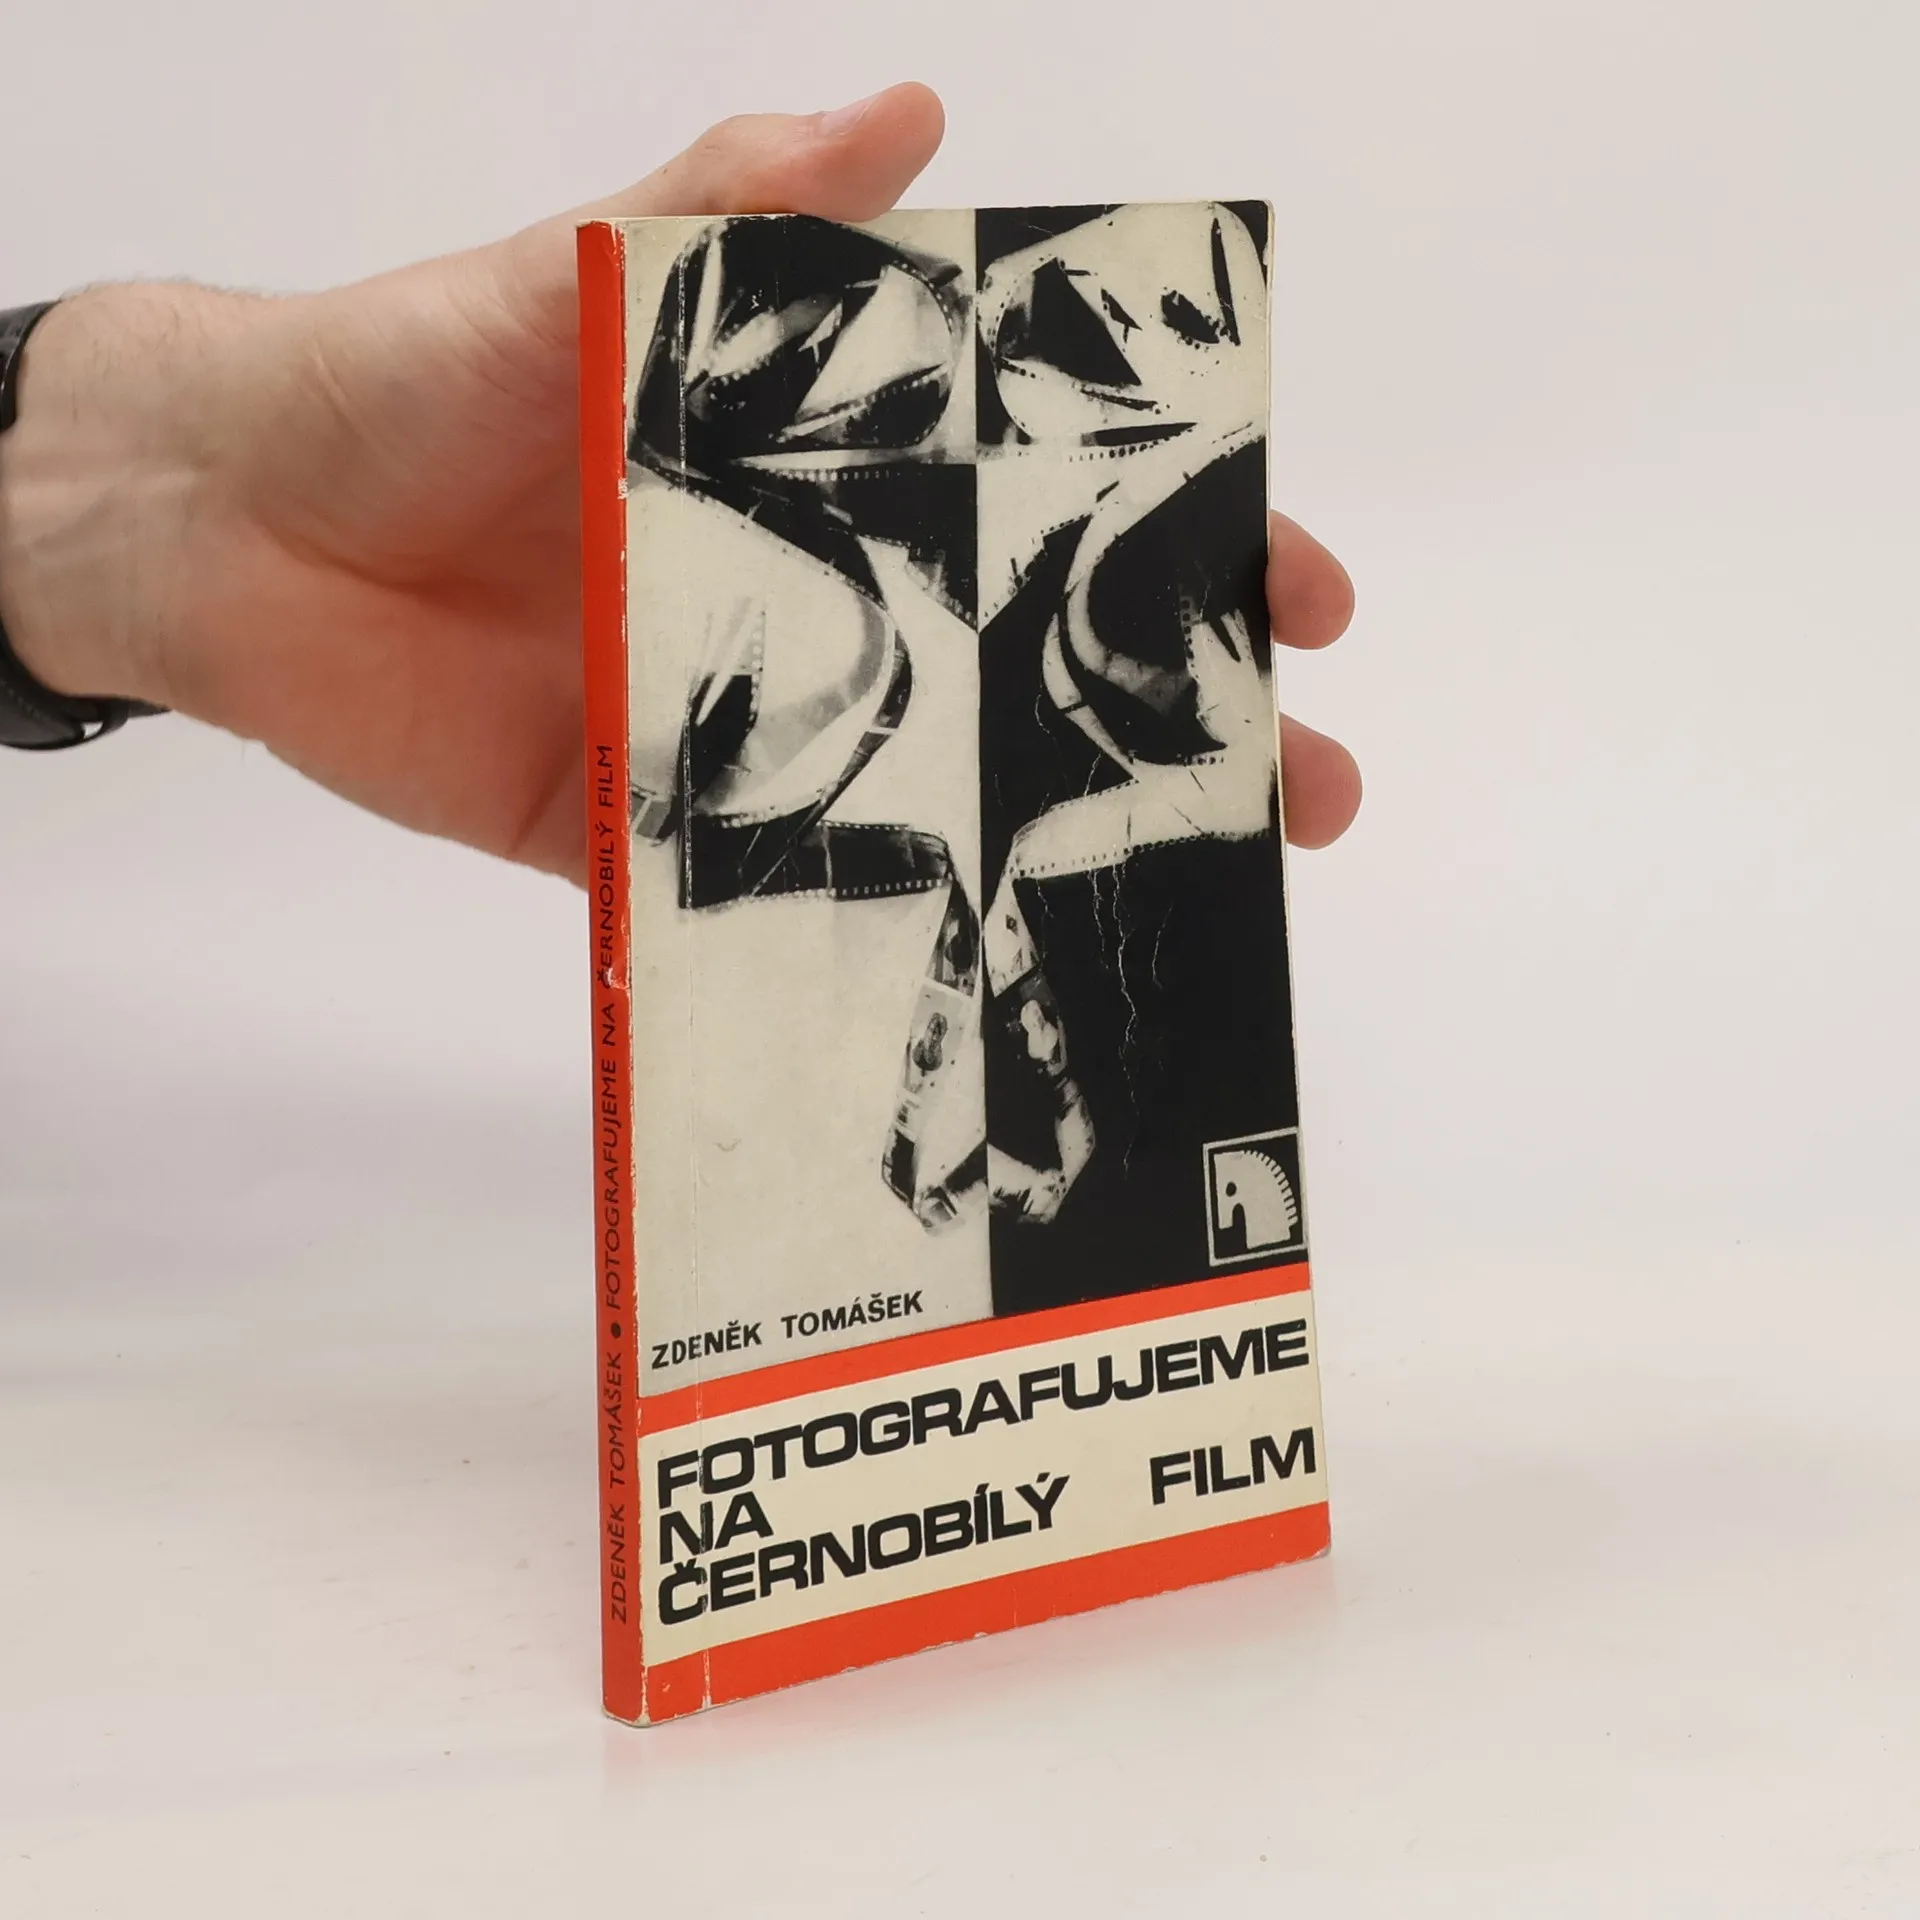 ZDENĚK TOMÁŠEK • FOTOGRAFUJEME NA ČERNOBÍLÝ FILM
ZDENĚK TOMÁŠEK
FOTOGRAFUJEME
NA
ČERNOBÍLÝ FILM